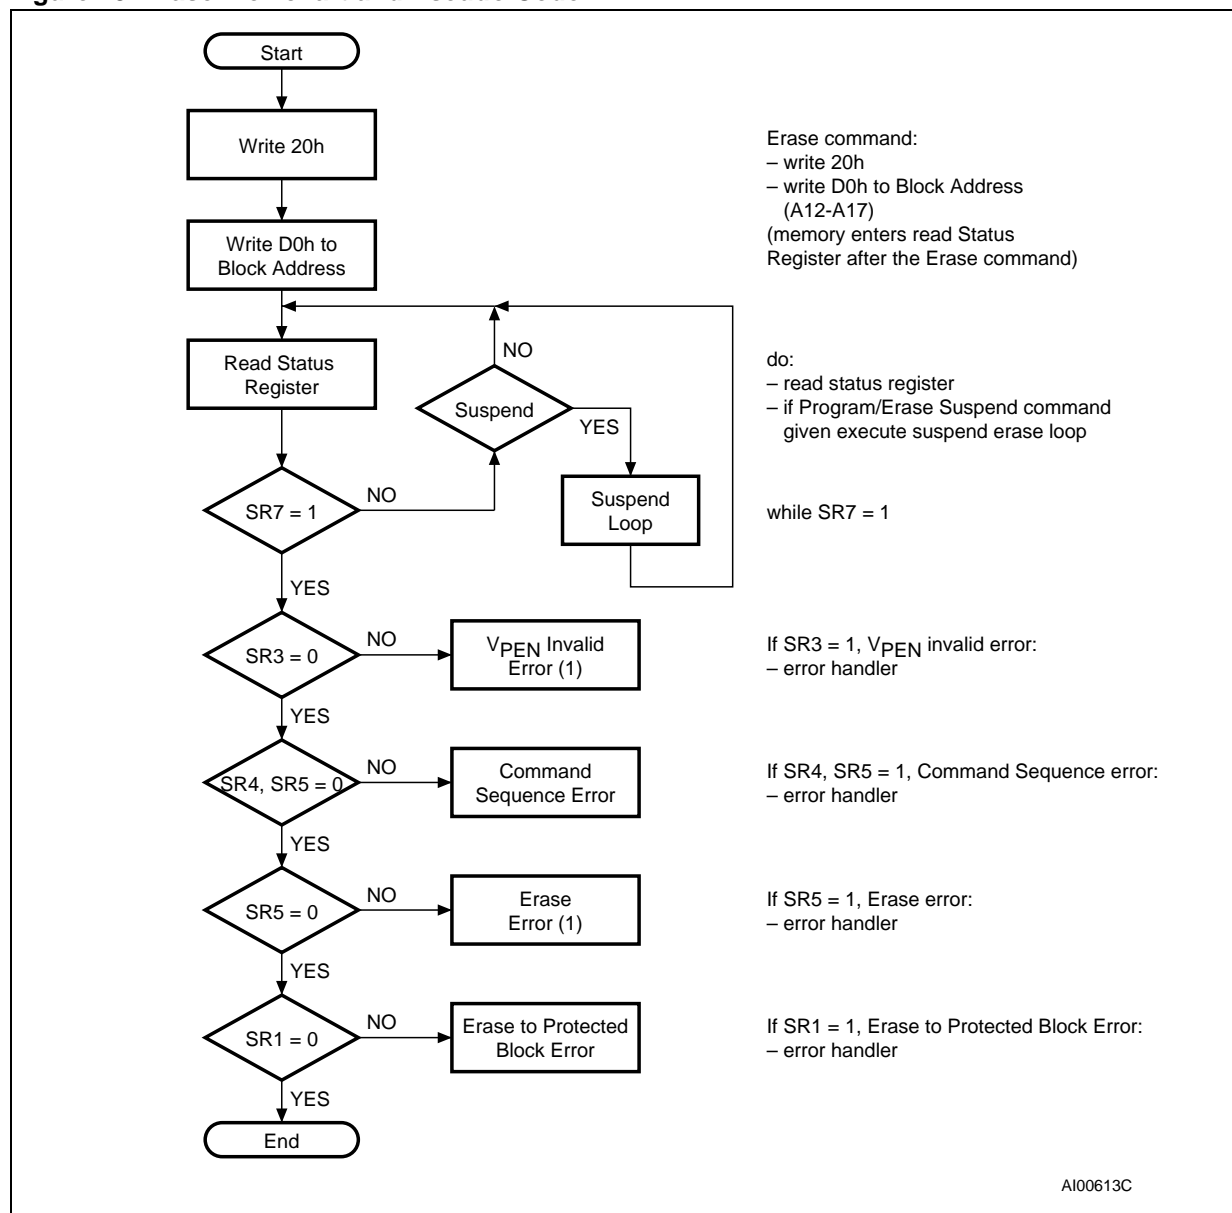 Start
Write 20h
Erase command:
– write 20h
– write D0h to Block Address
(A12-A17)
(memory enters read Status
Register after the Erase command)
Write D0h to
Block Address
Read Status
Register
NO
Suspend
YES
do:
– read status register
– if Program/Erase Suspend command
given execute suspend erase loop
SR7 = 1
NO
Suspend
Loop
while SR7 = 1
YES
SR3 = 0
NO
VPEN Invalid
Error (1)
If SR3 = 1, VPEN invalid error:
– error handler
YES
SR4, SR5 = 0
NO
Command
Sequence Error
If SR4, SR5 = 1, Command Sequence error:
– error handler
YES
SR5 = 0
NO
Erase
Error (1)
If SR5 = 1, Erase error:
– error handler
YES
SR1 = 0
NO
Erase to Protected
Block Error
If SR1 = 1, Erase to Protected Block Error:
– error handler
YES
End
AI00613C